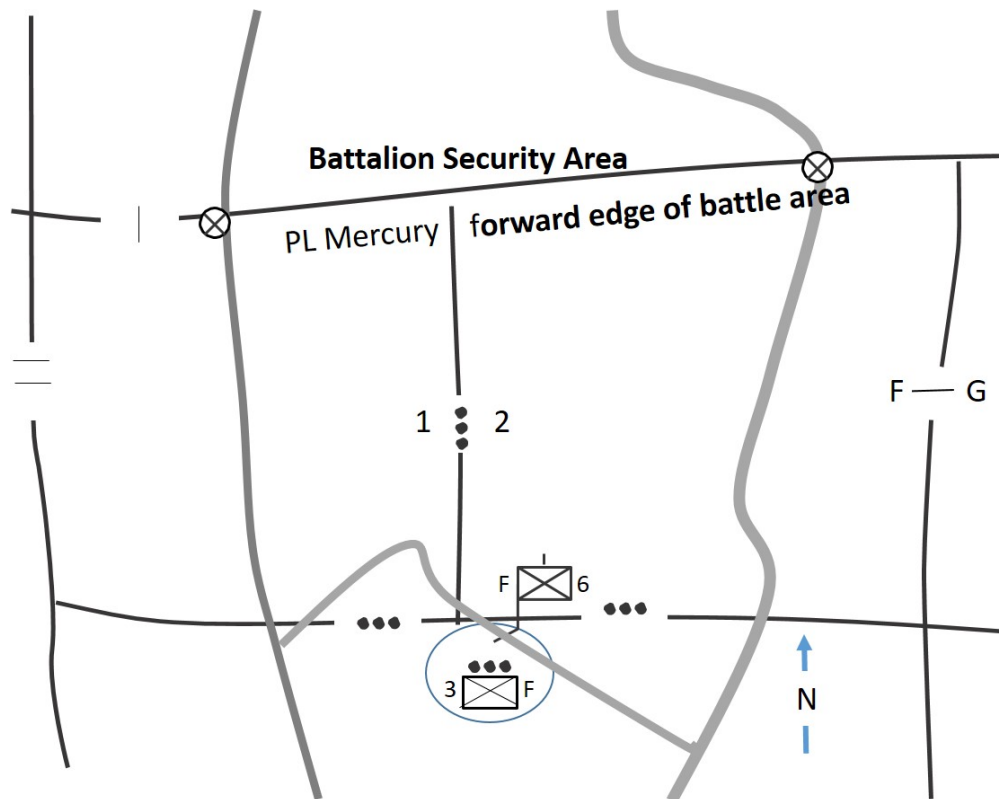 Battalion Security Area
PL Mercury forward edge of battle area
F G
1 2
F 6
3 F
N